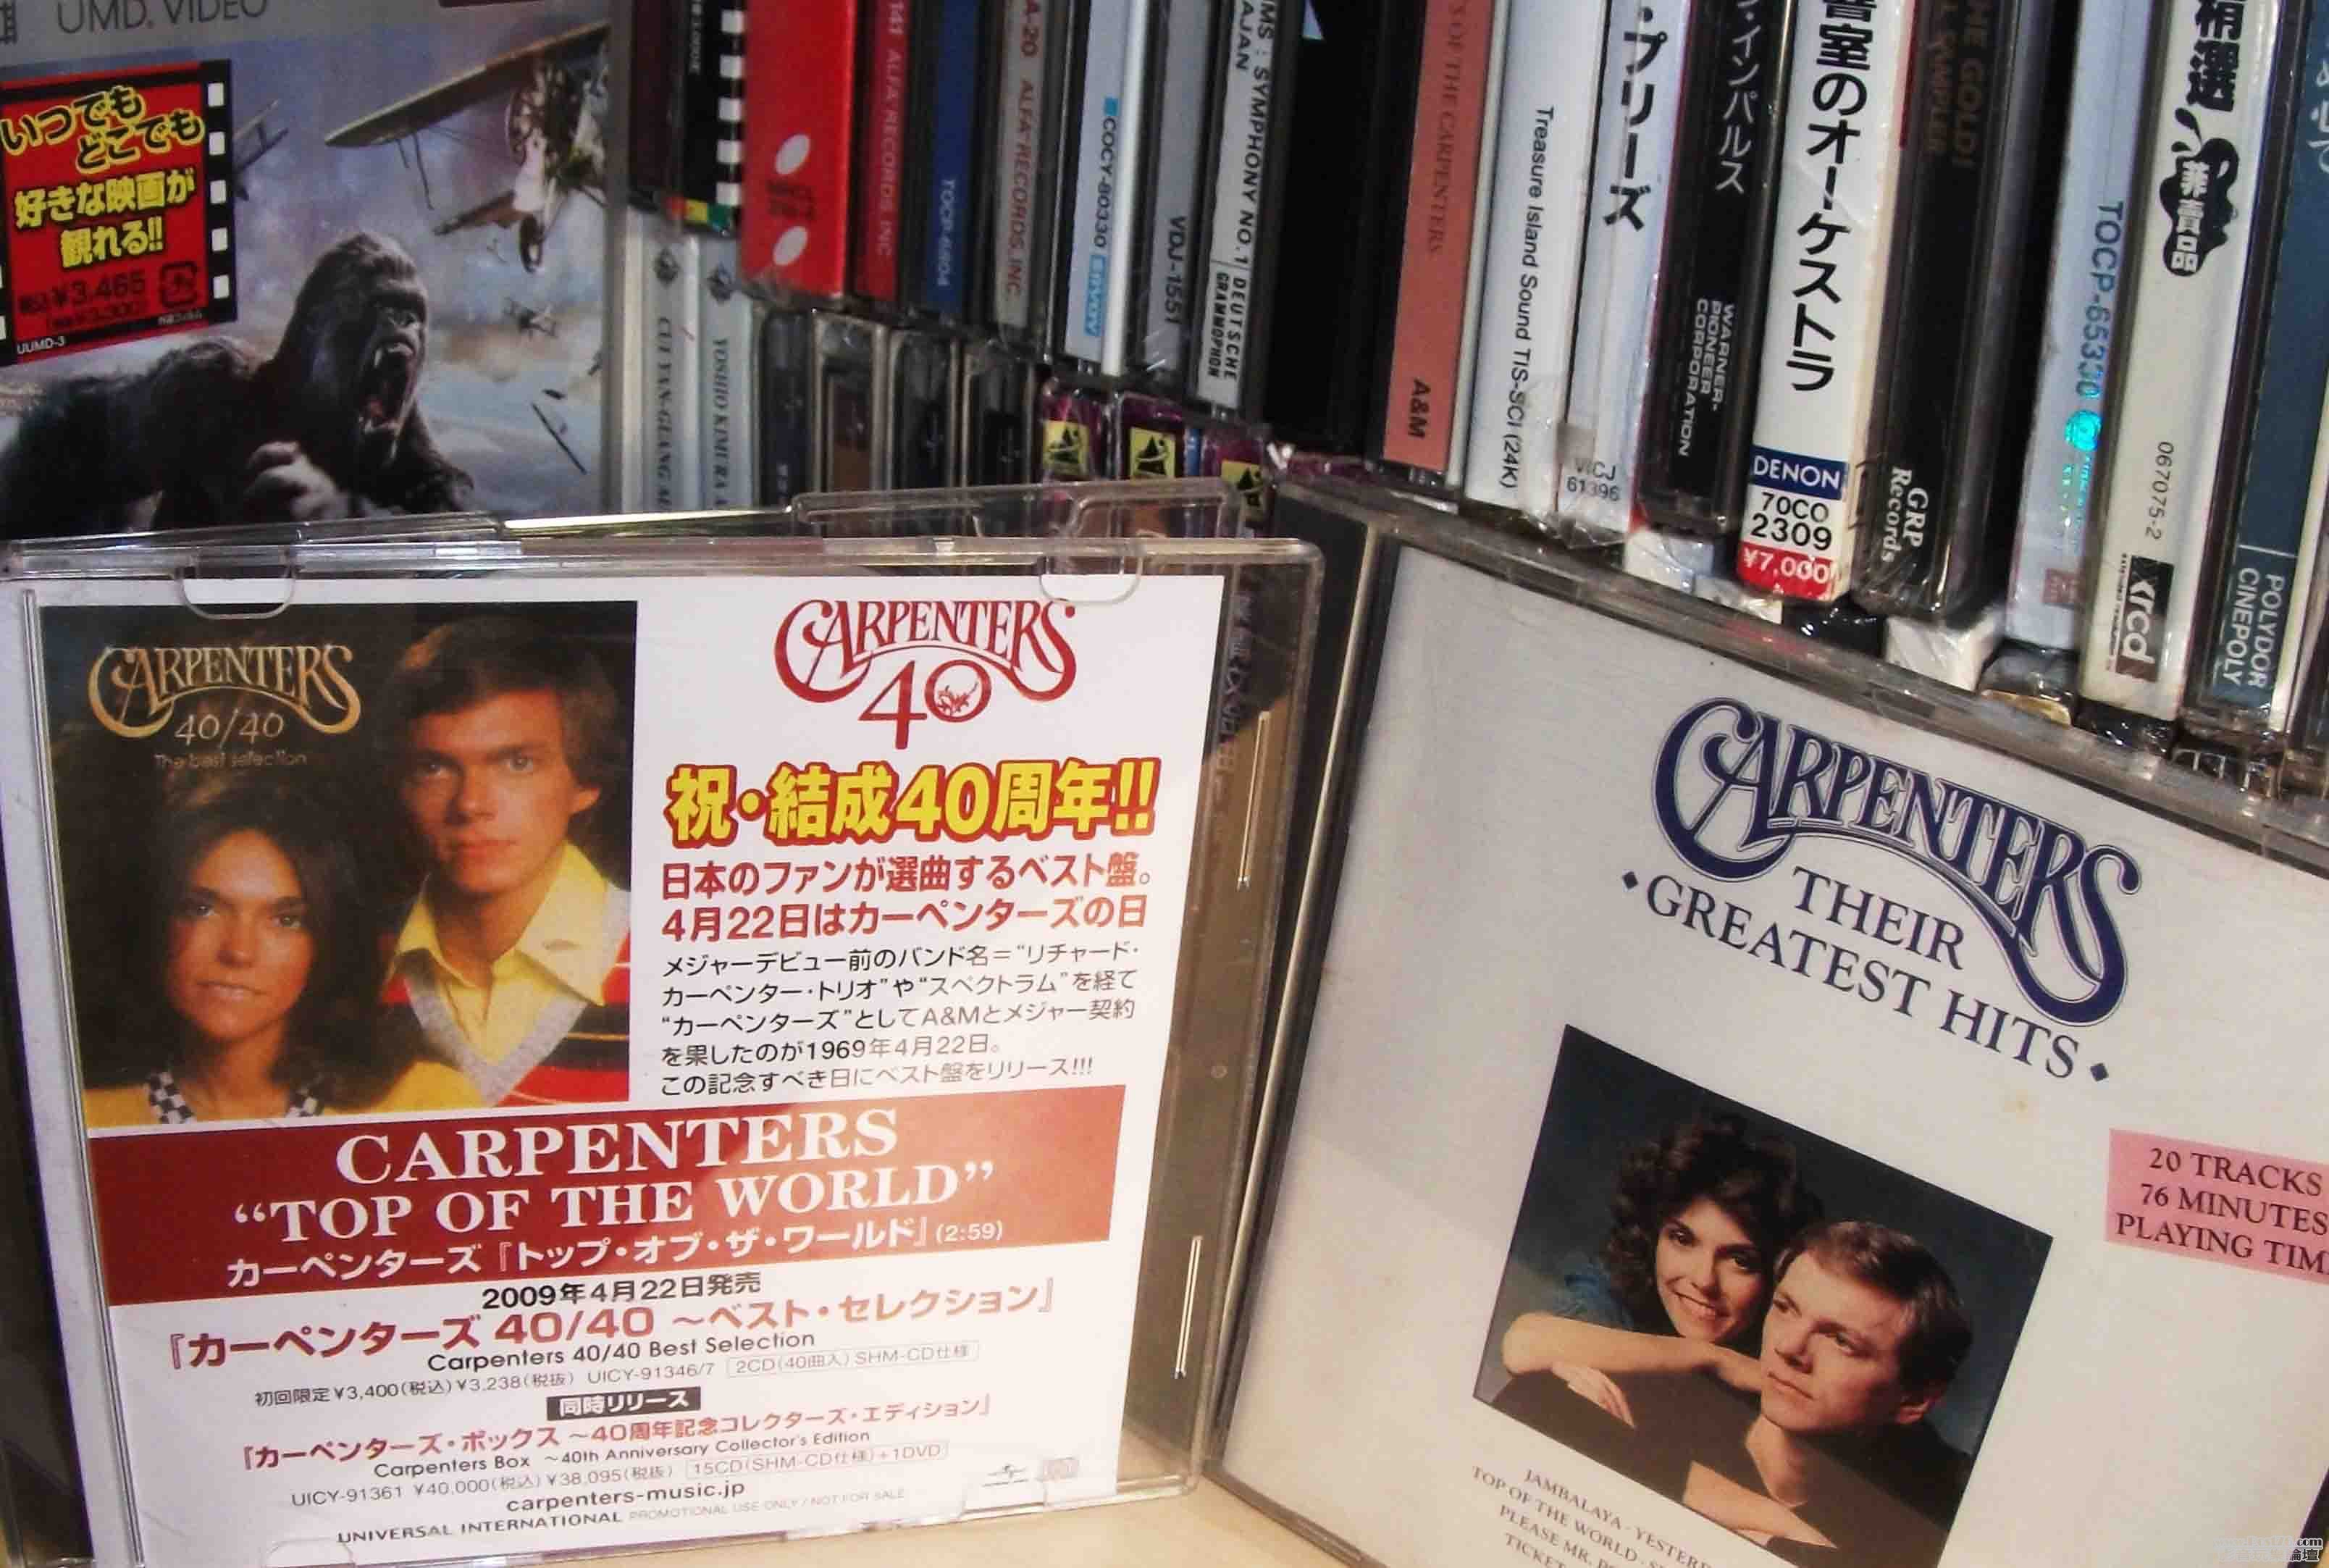 UMD. VIDEO
いつでも
どこでも
好きな映画が
観れる!!
税込¥3,465
UUMD-3
ALFA RECORDS, INC
TOCP-6804
ALFA RECORDS, INC.
COCY-80330
VDJ-1551
SYMPHONY NO.1
DEUTSCHE
GRAMMOPHON
OF THE CARPENTERS
A&M
Treasure Island Sound TIS-SCI (24K)
・プリーズ
VICJ
61396
・インパルス
WARNER-
PIONEER
CORPORATION
音室のオーケストラ
DENON
70CO
2309
¥7,000
GRP
Records
TOCP-65330
精選
非賣品
067075-2
xrcd
POLYDOR
CINEPOLY
CARPENTERS
40/40
The best selection
CARPENTERS
40
祝・結成40周年!!
日本のファンが選曲するベスト盤。
4月22日はカーペンターズの日
メジャーデビュー前のバンド名="リチャード・
カーペンター・トリオ"や"スペクトラム"を経て
"カーペンターズ"としてA&Mとメジャー契約
を果したのが1969年4月22日。
この記念すべき日にベスト盤をリリース!!!
CARPENTERS
“TOP OF THE WORLD”
カーペンターズ『トップ・オブ・ザ・ワールド』(2:59)
2009年4月22日発売
『カーペンターズ 40/40 ～ベスト・セレクション』
Carpenters 40/40 Best Selection
初回限定¥3,400(税込)¥3,238(税抜) UICY-91346/7 2CD(40曲入)SHM-CD仕様
同時リリース
『カーペンターズ・ボックス ～40周年記念コレクターズ・エディション』
Carpenters Box ~40th Anniversary Collector's Edition
UICY-91361 ¥40,000(税込)¥38,095(税抜) 15CD(SHM-CD仕様)+1DVD
carpenters-music.jp
UNIVERSAL INTERNATIONAL PROMOTIONAL USE ONLY / NOT FOR SALE
CARPENTERS
THEIR
GREATEST HITS
20 TRACKS
76 MINUTES
PLAYING
JAMBALAYA
TOP OF THE WORLD
PLEASE MR.
TICKET